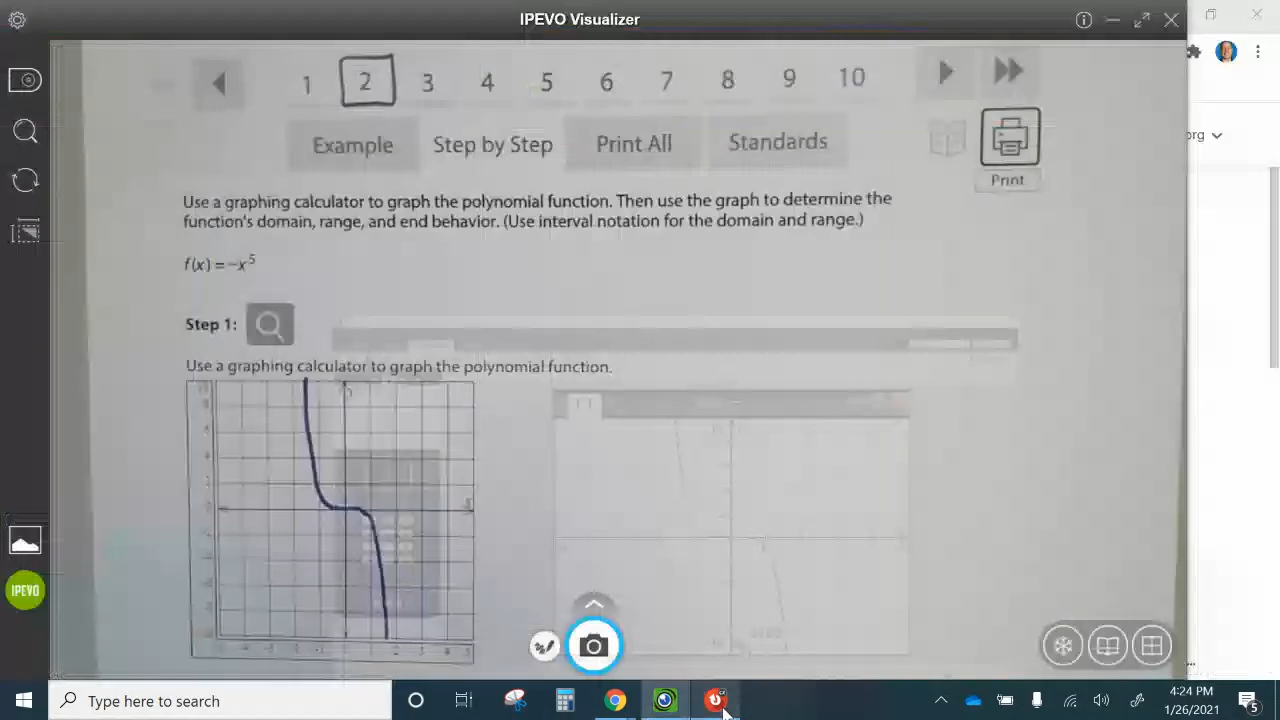 IPEVO Visualizer
1 2 3 4 5 6 7 8 9 10
Example Step by Step Print All Standards
Print
org
Use a graphing calculator to graph the polynomial function. Then use the graph to determine the
function's domain, range, and end behavior. (Use interval notation for the domain and range.)
f(x) = −x⁵
Step 1:
Use a graphing calculator to graph the polynomial function.
IPEVO
Type here to search
4:24 PM
1/26/2021
5